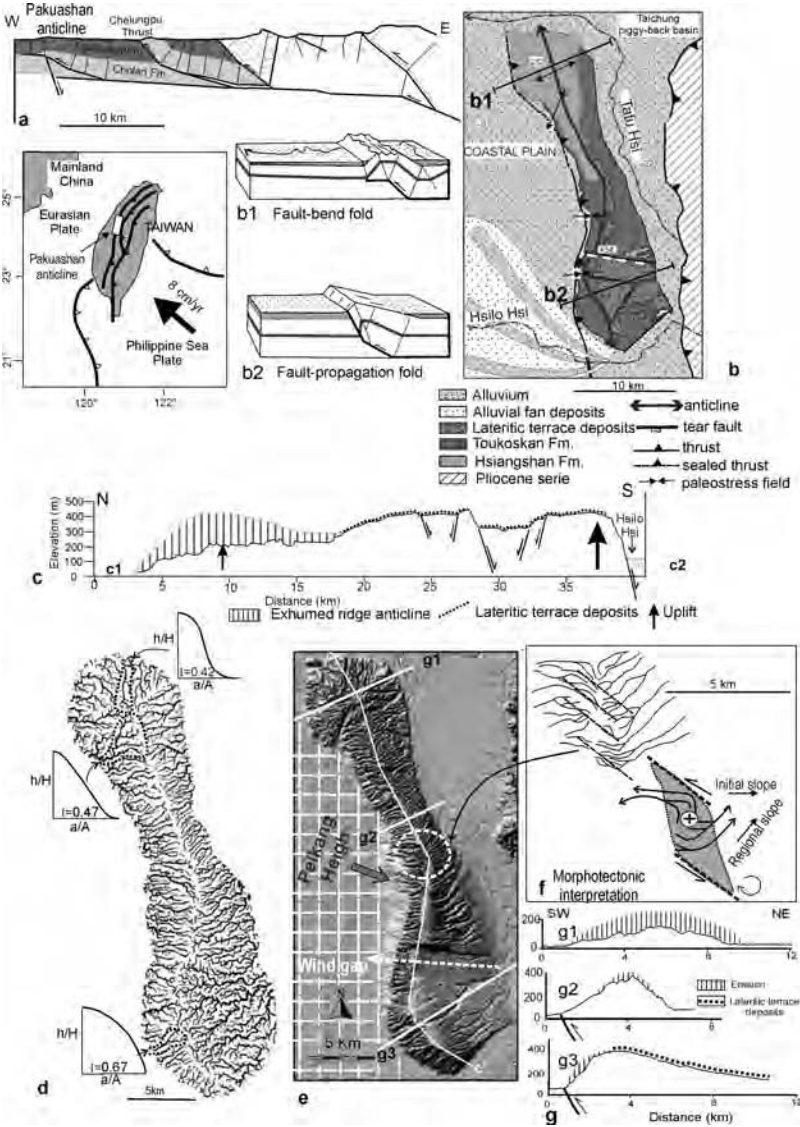 W
Pakuashan
anticline
Chelungpu
Thrust
E
Cholan Fm.
a
10 km
Mainland
China
25°
Eurasian
Plate
TAIWAN
Pakuashan
anticline
23°
8 cm/yr
Philippine Sea
Plate
21°
120°
122°
b1 Fault-bend fold
b2 Fault-propagation fold
Taichung
piggy-back basin
b1
Tatu Hsi
COASTAL PLAIN
b2
Hsilo Hsi
10 km
b
Alluvium
Alluvial fan deposits
Lateritic terrace deposits
Toukoskan Fm.
Hsiangshan Fm.
Pliocene serie
anticline
tear fault
thrust
sealed thrust
paleostress field
N
S
Elevation (m)
500
400
300
200
100
0
Hsilo
Hsi
c
c1
c2
0
5
10
15
20
25
30
35
Distance (km)
Exhumed ridge anticline
Lateritic terrace deposits
Uplift
h/H
I=0.42
a/A
h/H
I=0.47
a/A
h/H
I=0.67
a/A
d
5km
g1
g2
Peikang
Heigh
Wind gap
5 Km
g3
c'
e
5 km
Initial slope
Regional slope
f
Morphotectonic
interpretation
SW
NE
200
g1
0
0
4
8
12
400
g2
200
0
0
4
8
Erosion
Lateritic terrace
deposits
400
g3
200
0
0
4
8
12
g
Distance (km)